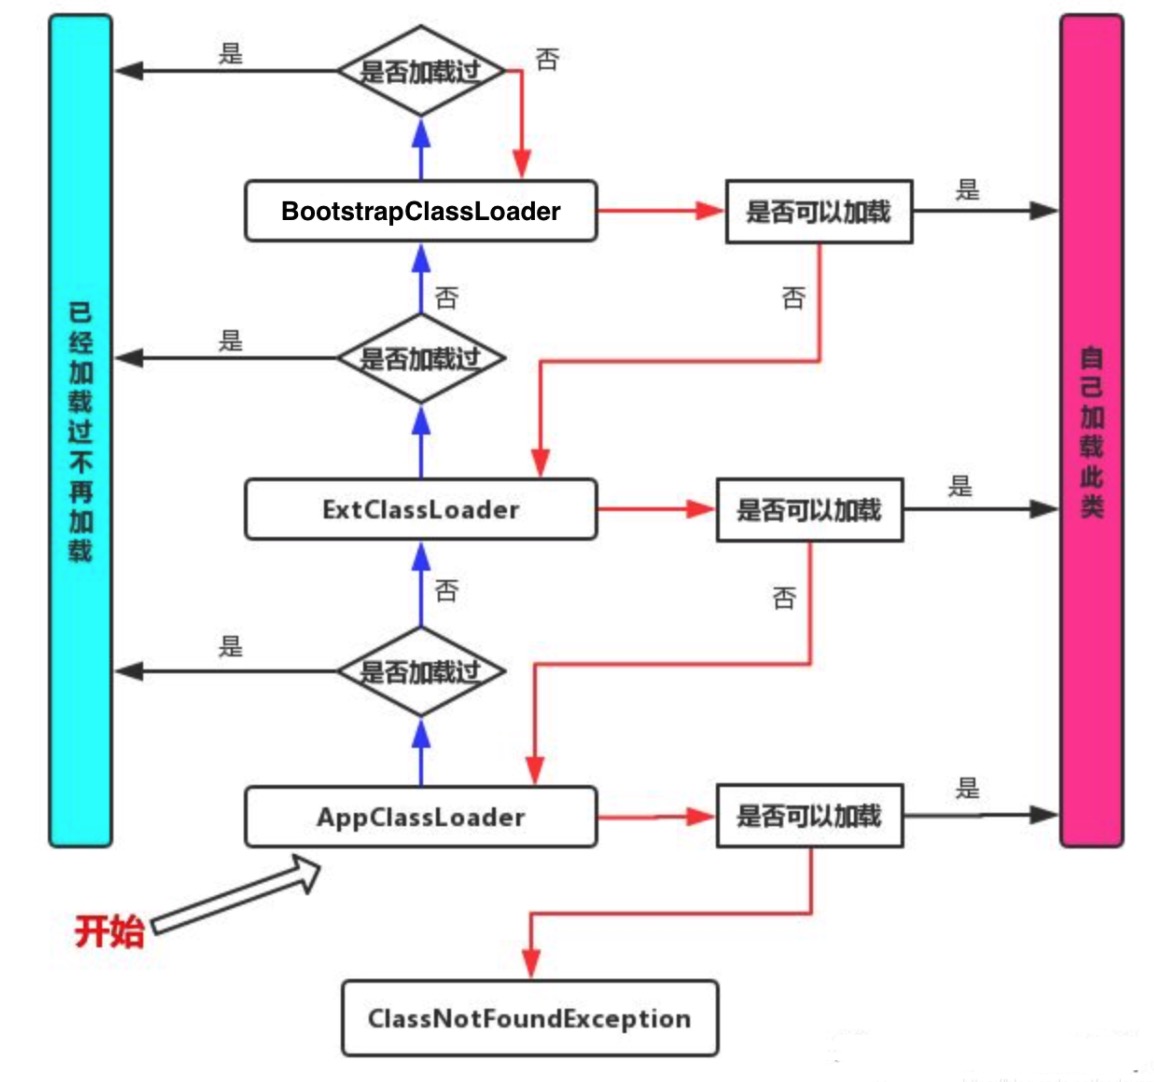 是
是否加载过
否
BootstrapClassLoader
是否可以加载
是
否
否
是
是否加载过
已经加载过不再加载
自己加载此类
ExtClassLoader
是否可以加载
是
否
否
是
是否加载过
AppClassLoader
是否可以加载
是
开始
ClassNotFoundException